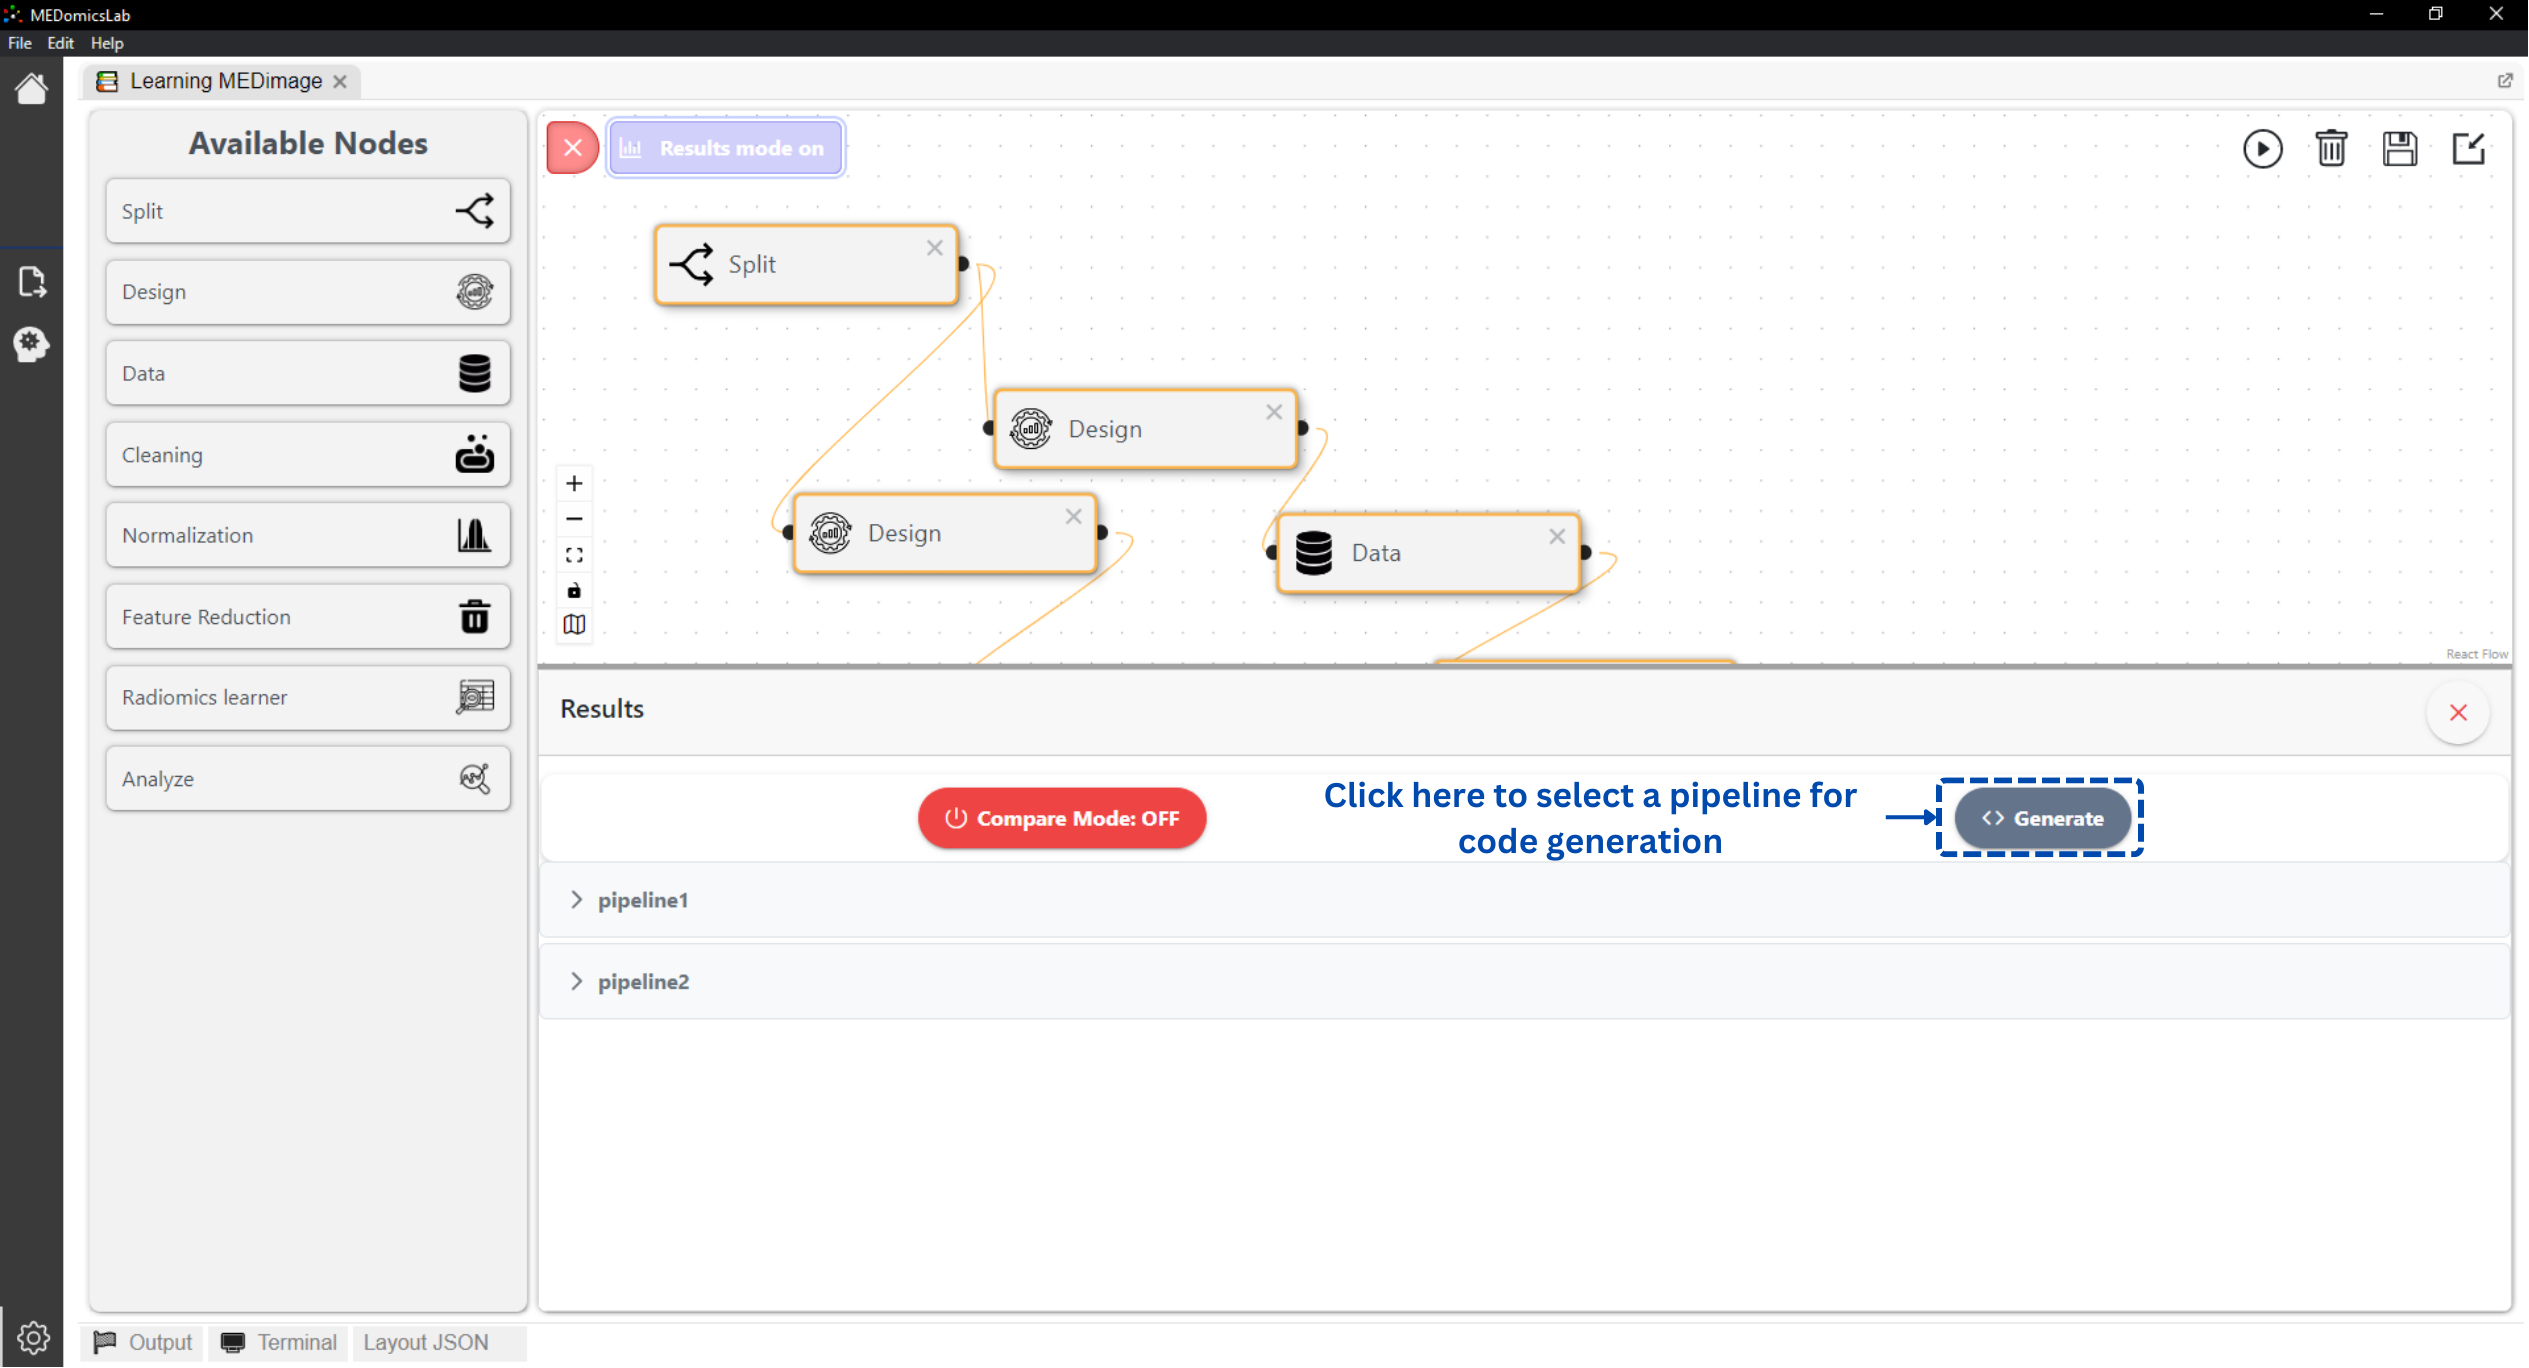 MEDomicsLab
File Edit Help
Learning MEDimage
Available Nodes
Split
Design
Data
Cleaning
Normalization
Feature Reduction
Radiomics learner
Analyze
Results mode on
Split
Design
Design
Data
React Flow
Results
Compare Mode: OFF
Click here to select a pipeline for
code generation
Generate
pipeline1
pipeline2
Output Terminal Layout JSON